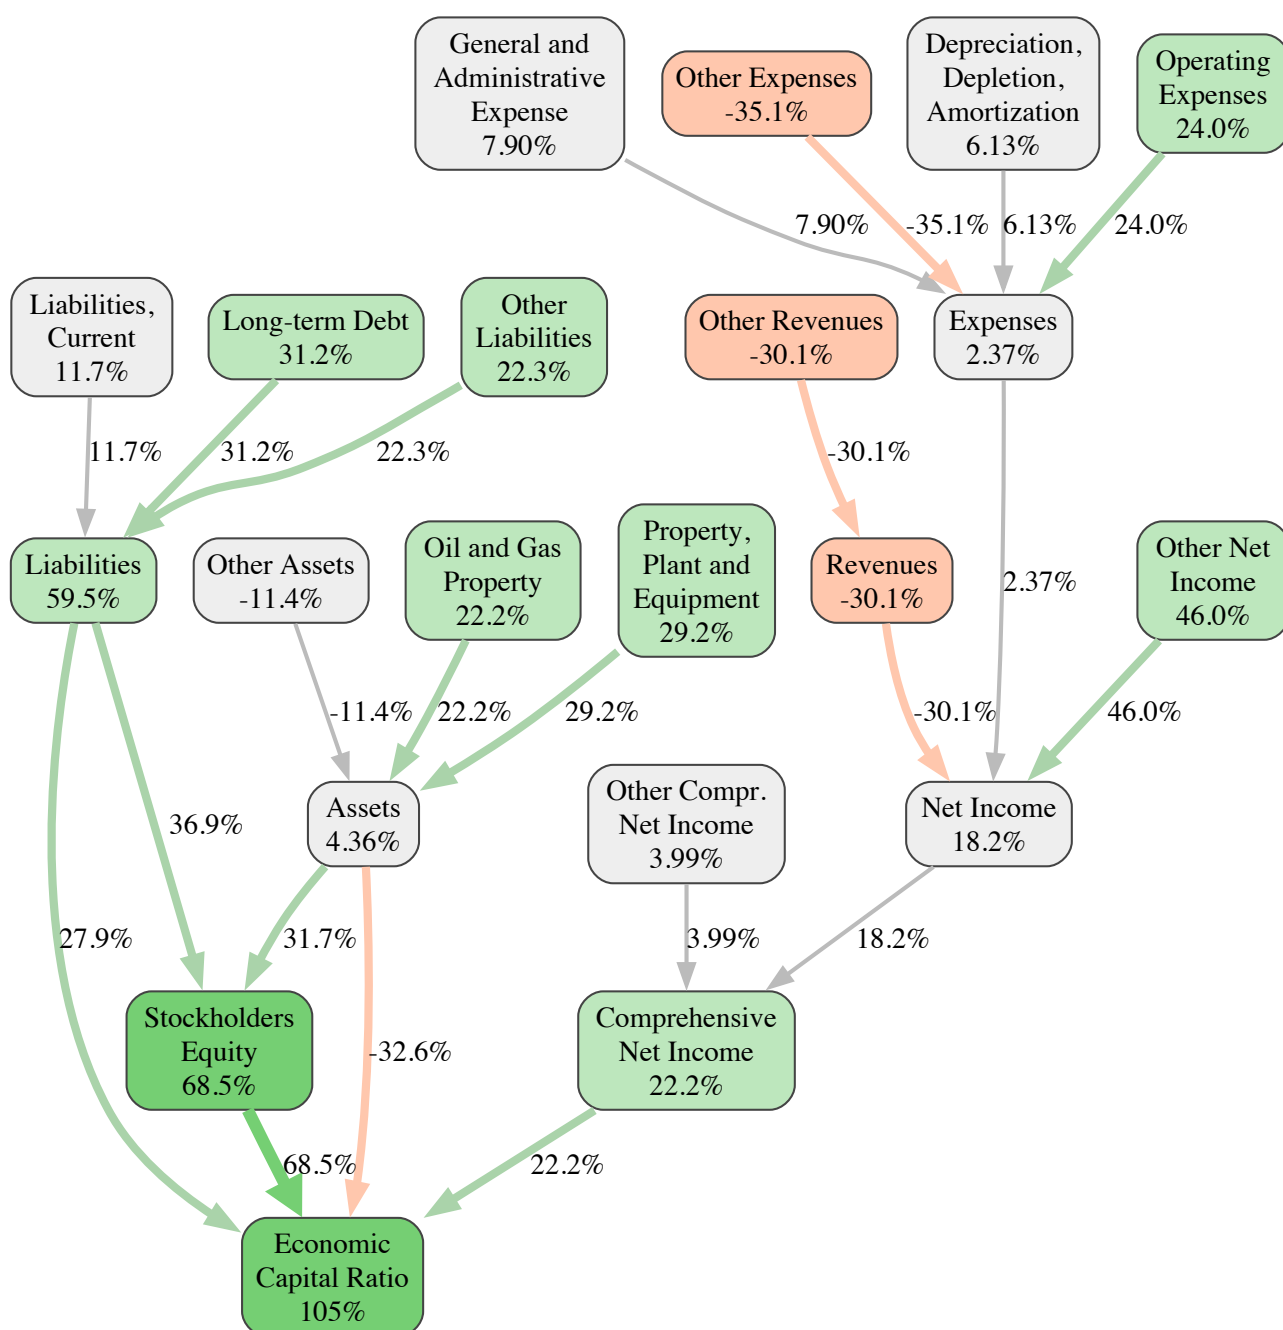 General and
Administrative
Expense
7.90%
Other Expenses
-35.1%
Depreciation,
Depletion,
Amortization
6.13%
Operating
Expenses
24.0%
7.90%
-35.1%
6.13%
24.0%
Liabilities,
Current
11.7%
Long-term Debt
31.2%
Other
Liabilities
22.3%
Other Revenues
-30.1%
Expenses
2.37%
11.7%
31.2%
22.3%
-30.1%
Liabilities
59.5%
Other Assets
-11.4%
Oil and Gas
Property
22.2%
Property,
Plant and
Equipment
29.2%
Revenues
-30.1%
2.37%
Other Net
Income
46.0%
-11.4%
22.2%
29.2%
-30.1%
46.0%
36.9%
Assets
4.36%
Other Compr.
Net Income
3.99%
Net Income
18.2%
27.9%
31.7%
-32.6%
3.99%
18.2%
Stockholders
Equity
68.5%
Comprehensive
Net Income
22.2%
68.5%
22.2%
Economic
Capital Ratio
105%